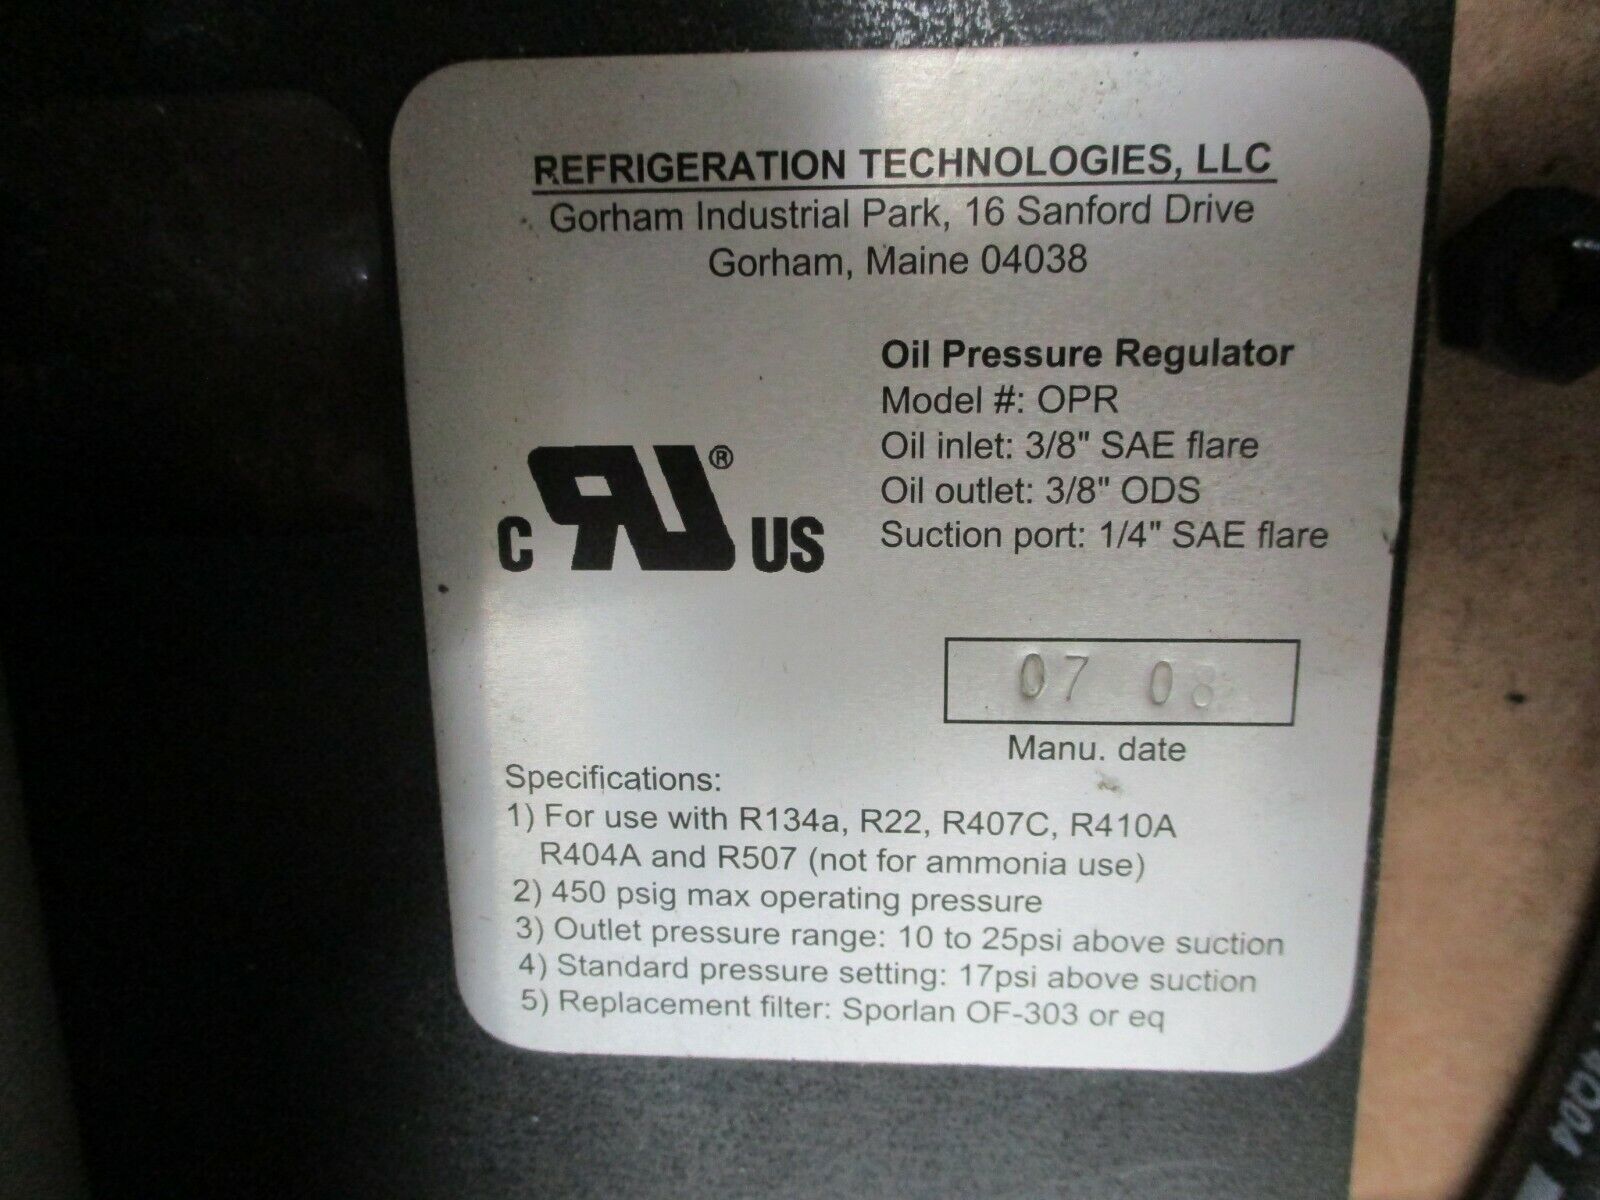 REFRIGERATION TECHNOLOGIES, LLC
Gorham Industrial Park, 16 Sanford Drive
Gorham, Maine 04038
Oil Pressure Regulator
Model #: OPR
Oil inlet: 3/8" SAE flare
Oil outlet: 3/8" ODS
Suction port: 1/4" SAE flare
C RU® US
07 08
Manu. date
Specifications:
1) For use with R134a, R22, R407C, R410A
R404A and R507 (not for ammonia use)
2) 450 psig max operating pressure
3) Outlet pressure range: 10 to 25psi above suction
4) Standard pressure setting: 17psi above suction
5) Replacement filter: Sporlan OF-303 or eq